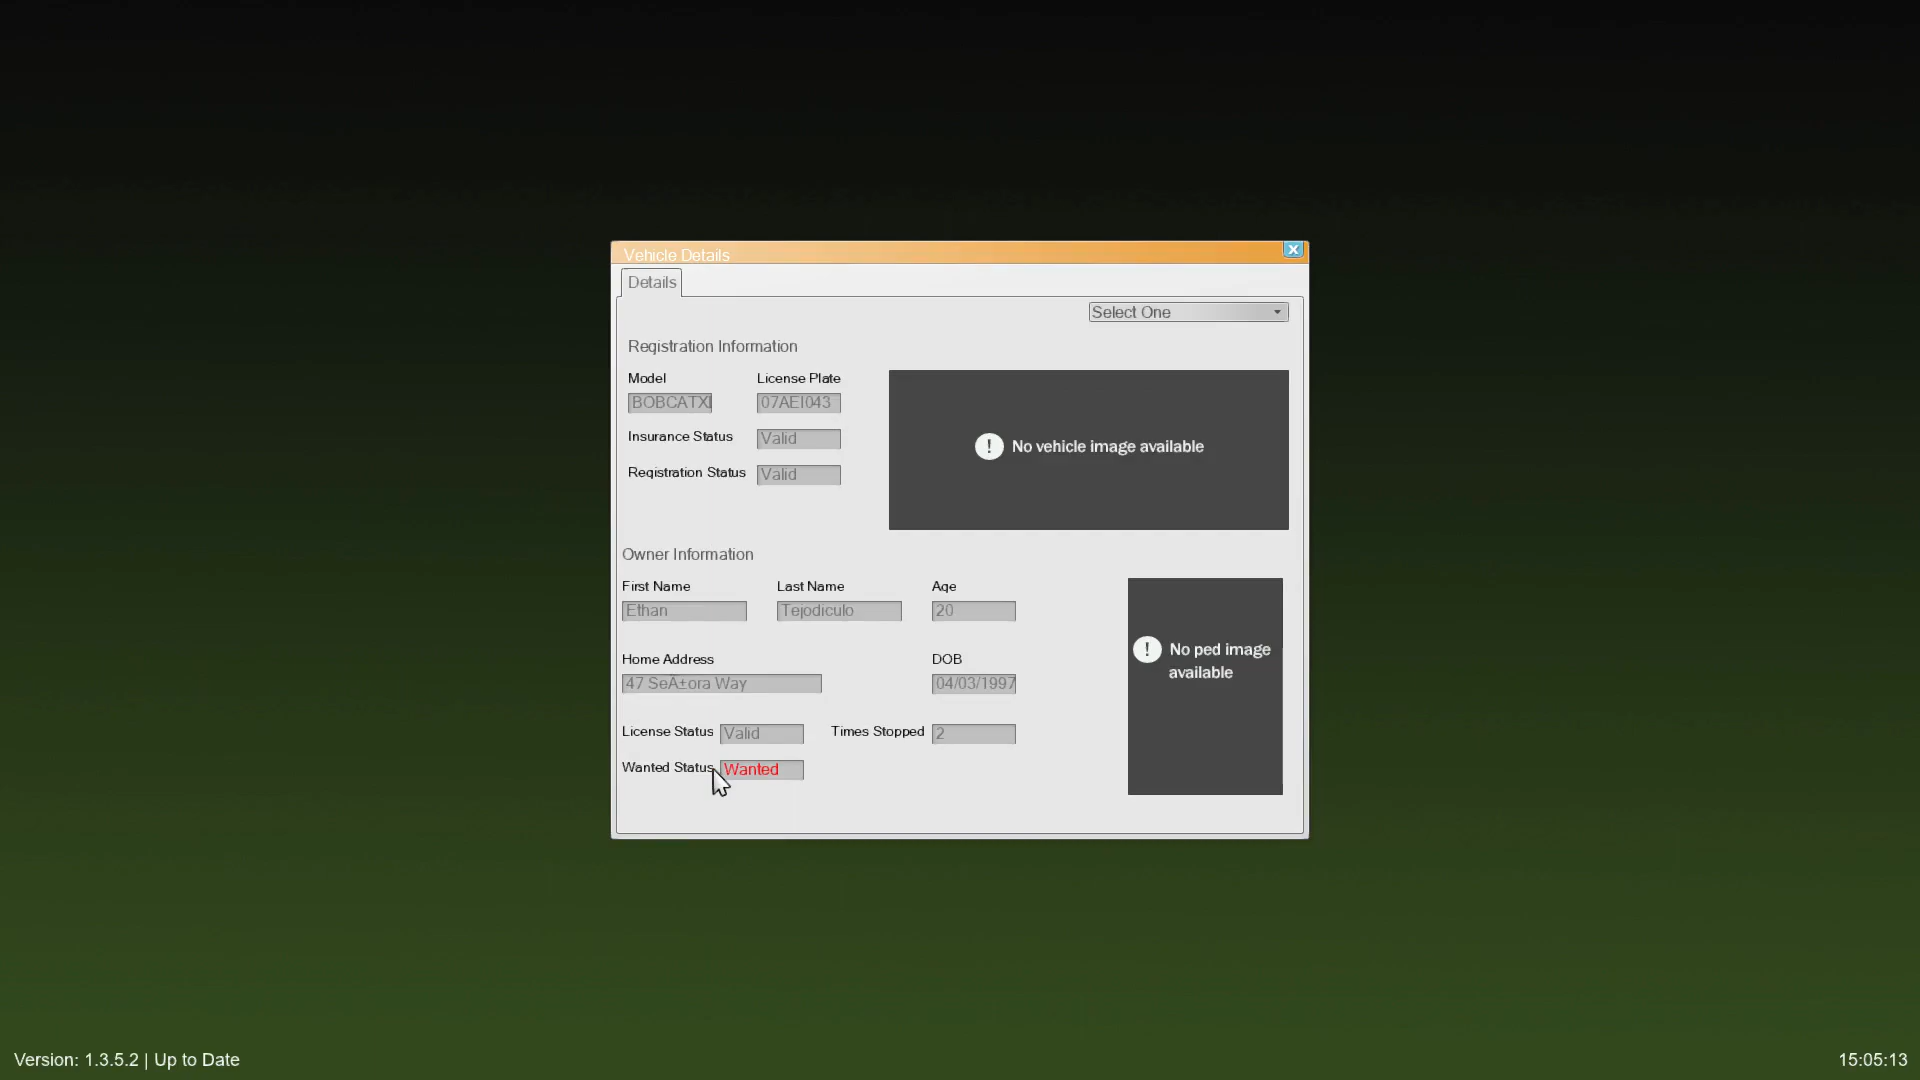 Vehicle Details
Details
Select One
Registration Information
Model License Plate
BOBCATXL 07AEI043
Insurance Status Valid
Registration Status Valid
! No vehicle image available
Owner Information
First Name Last Name Age
Ethan Tejodiculo 20
Home Address DOB
47 SeÃ±ora Way 04/03/1997
License Status Valid Times Stopped 2
Wanted Status Wanted
! No ped image
available
Version: 1.3.5.2 | Up to Date
15:05:13